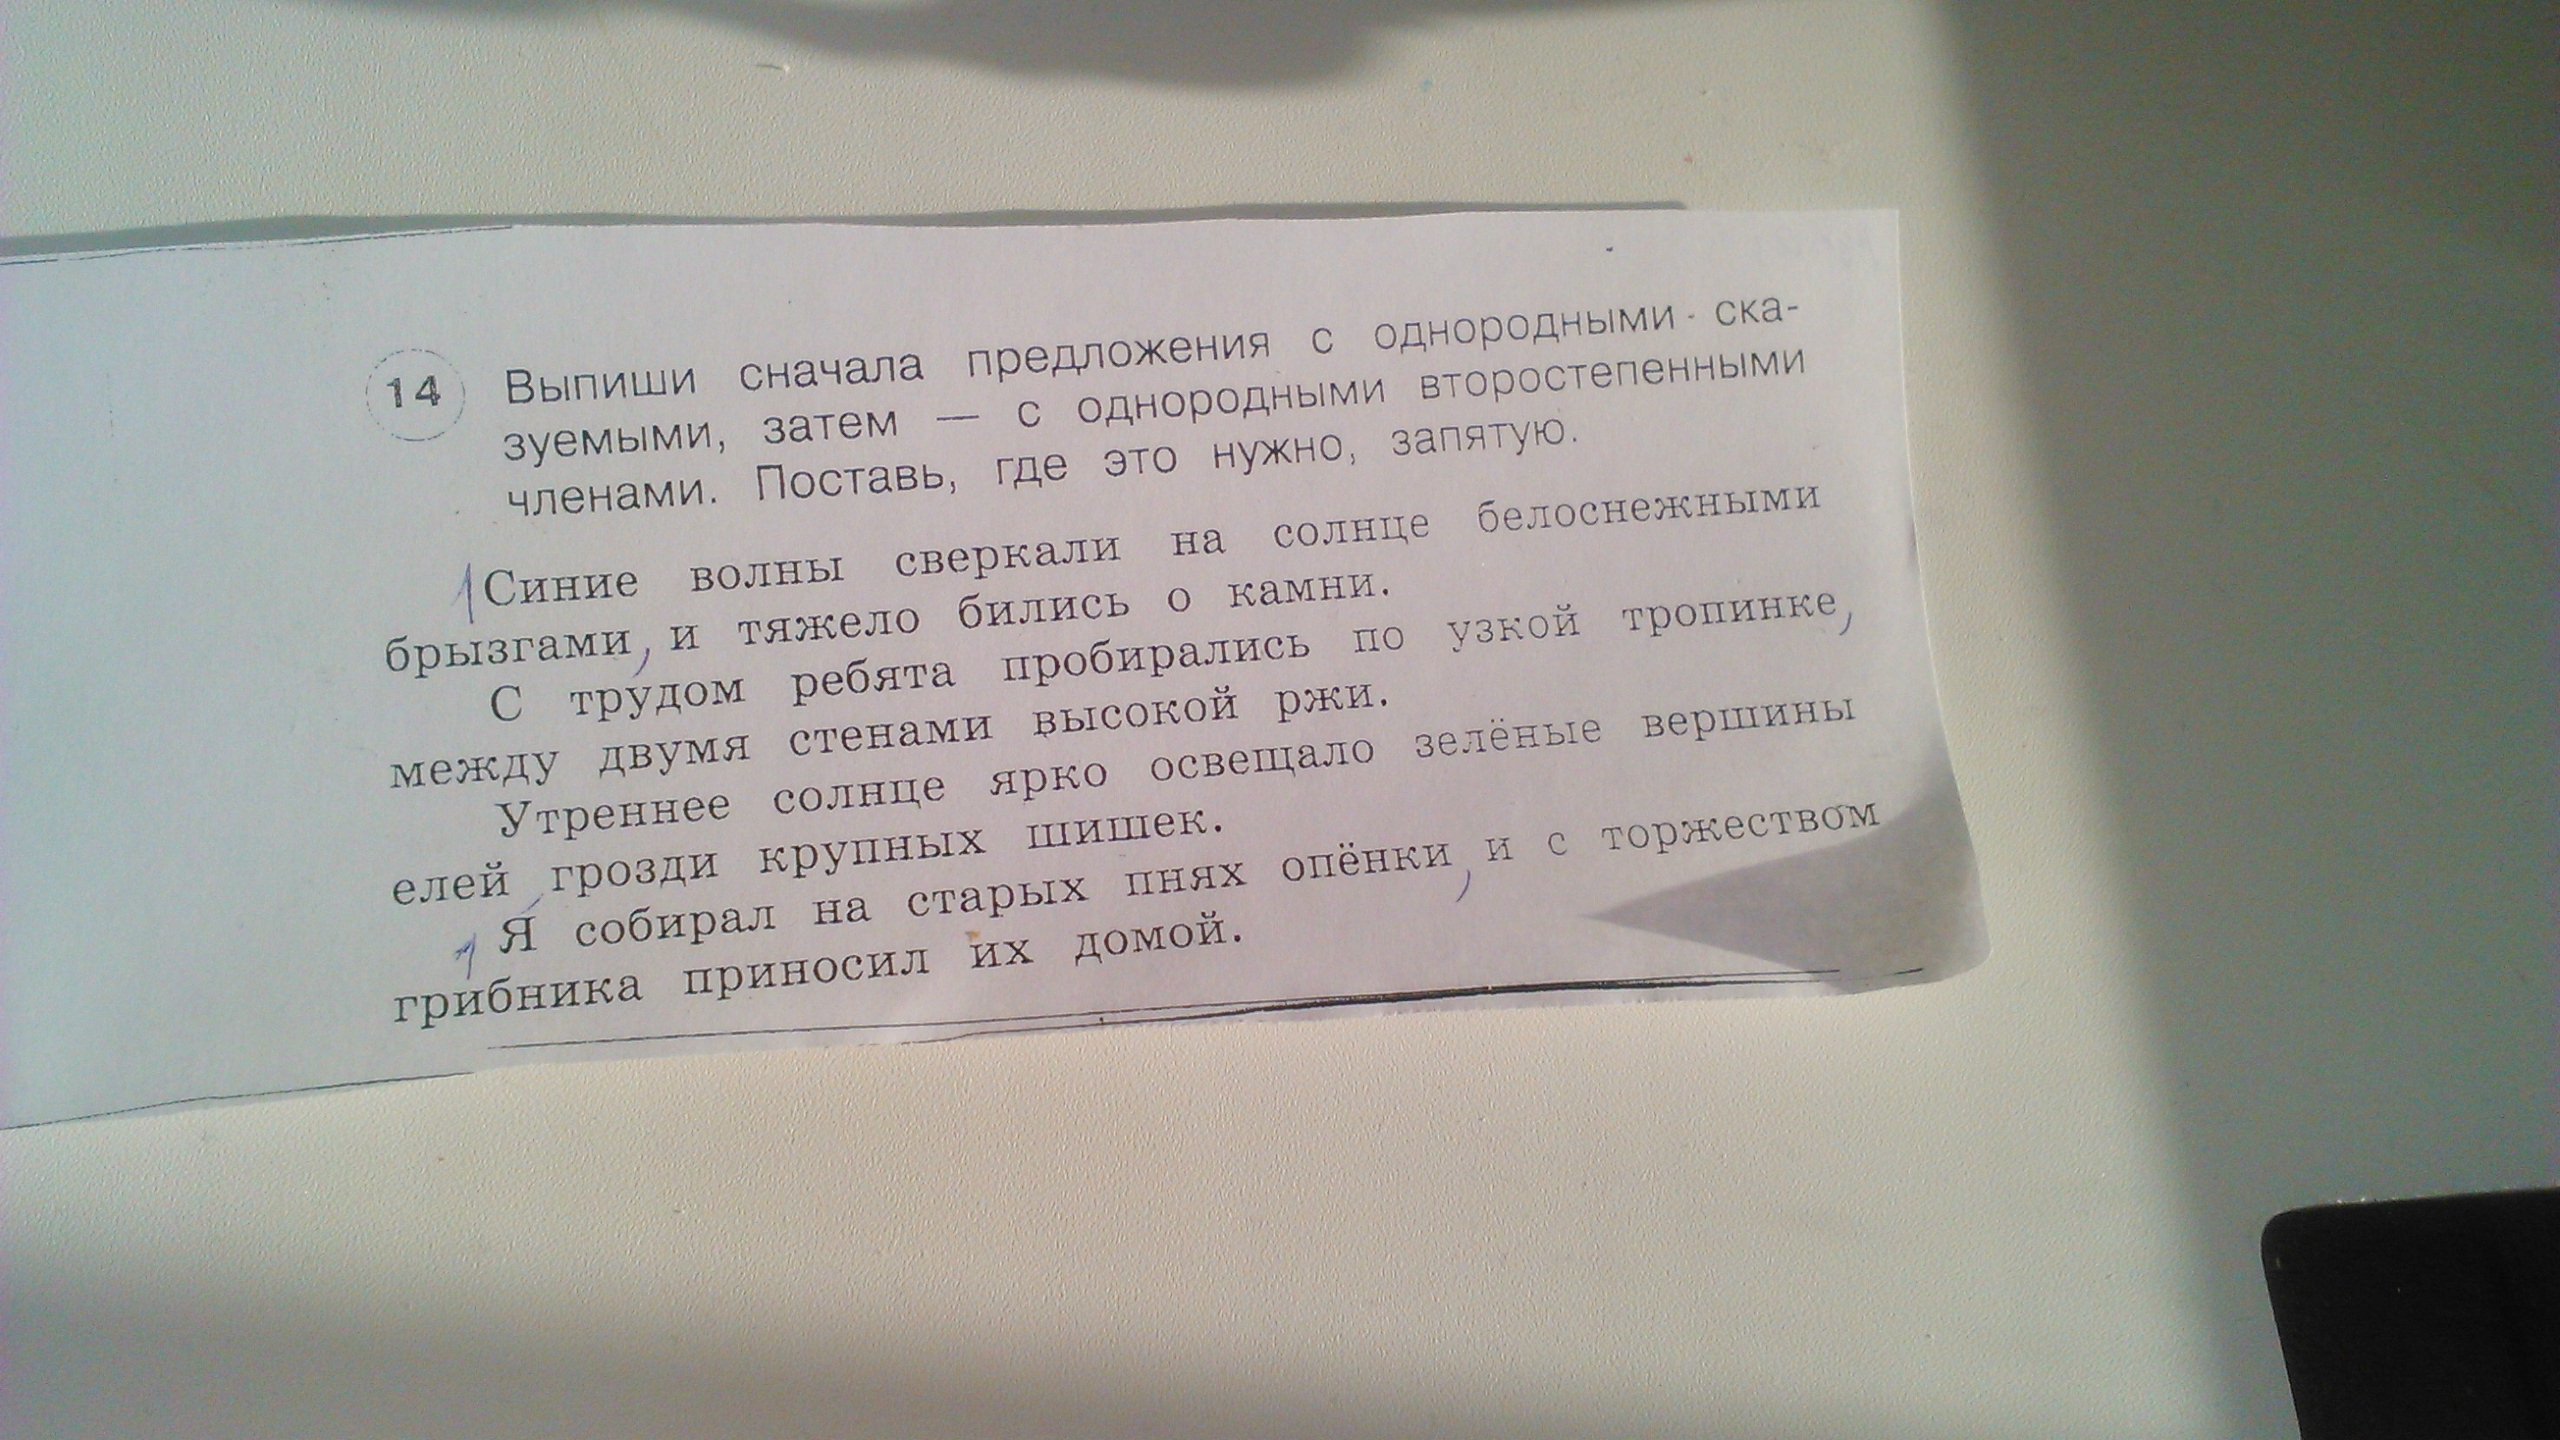 14 Выпиши сначала предложения с однородными ска-
зуемыми, затем — с однородными второстепенными
членами. Поставь, где это нужно, запятую.
1 Синие волны сверкали на солнце белоснежными
брызгами, и тяжело бились о камни.
С трудом ребята пробирались по узкой тропинке,
между двумя стенами высокой ржи.
Утреннее солнце ярко освещало зелёные вершины
елей, грозди крупных шишек.
1 Я собирал на старых пнях опёнки, и с торжеством
грибника приносил их домой.